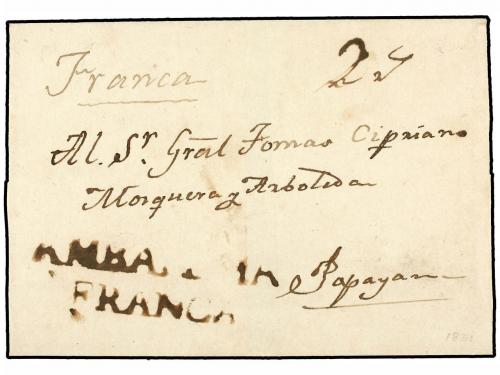 Franca
2
Al. Sr. Gral Tomas Cipriano
Mosquera y Arboleda
Popayan
FRANCA
1831